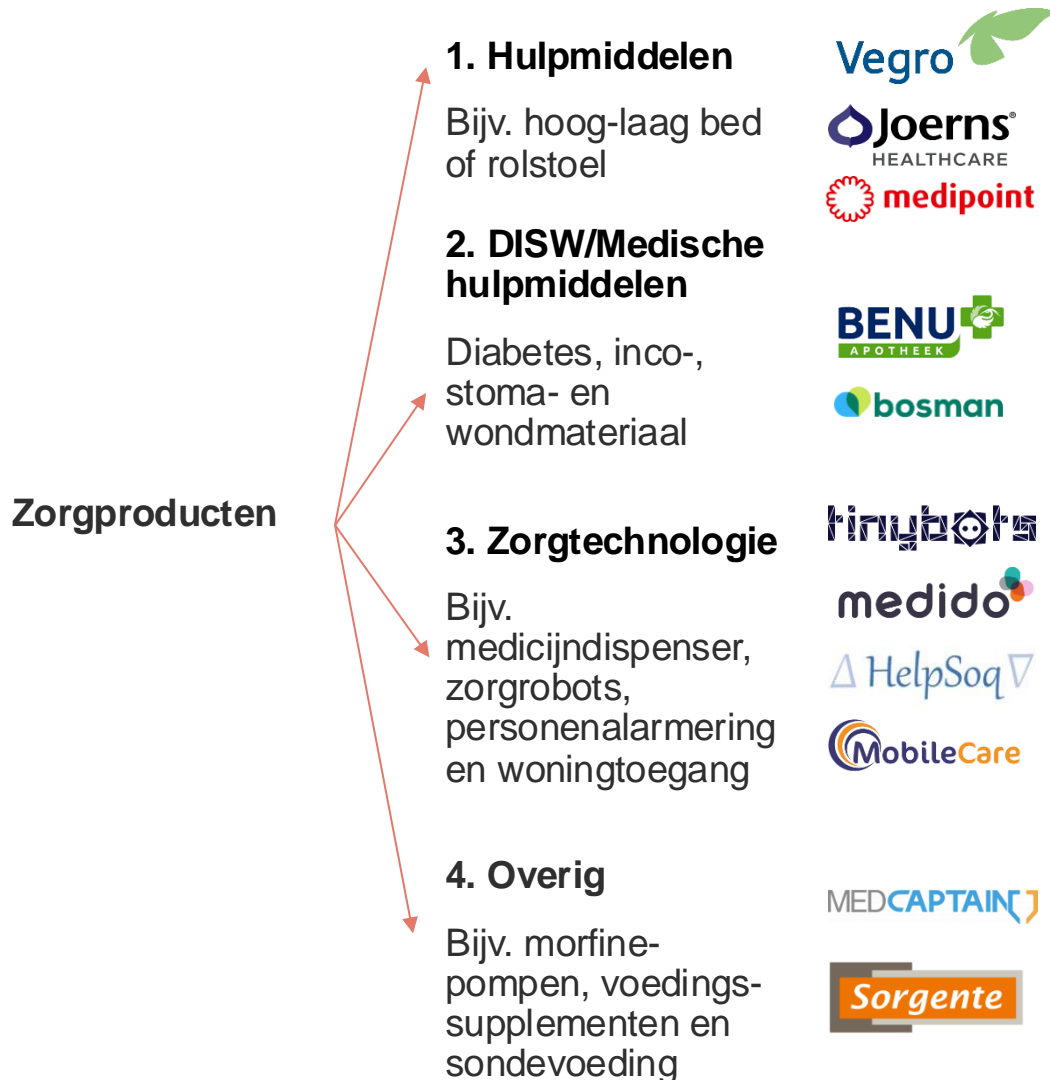 1. Hulpmiddelen
Bijv. hoog-laag bed
of rolstoel
Vegro
Joerns®
HEALTHCARE
medipoint
2. DISW/Medische
hulpmiddelen
Diabetes, inco-,
stoma- en
wondmateriaal
BENU
APOTHEEK
bosman
Zorgproducten
3. Zorgtechnologie
Bijv.
medicijndispenser,
zorgrobots,
personenalarmering
en woningtoegang
tinybots
medido
HelpSoq
MobileCare
4. Overig
Bijv. morfine-
pompen, voedings-
supplementen en
sondevoeding
MEDCAPTAIN
Sorgente